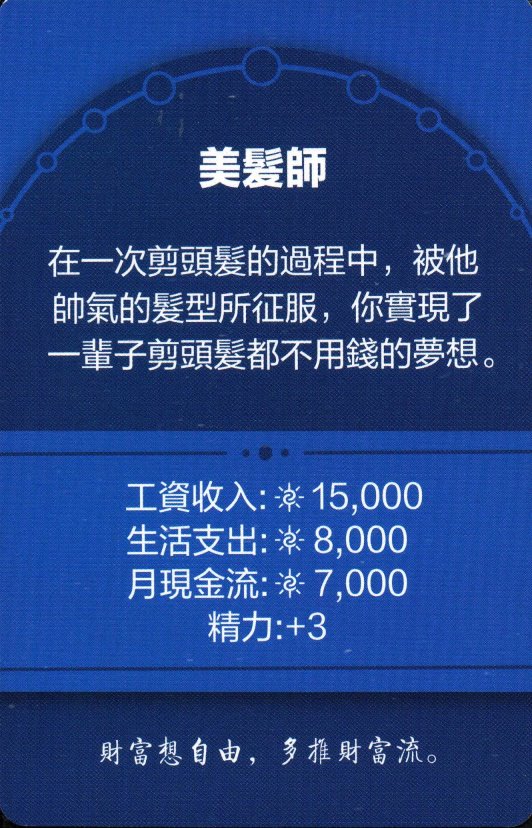 美髮師
在一次剪頭髮的過程中，被他
帥氣的髮型所征服，你實現了
一輩子剪頭髮都不用錢的夢想。
工資收入: 15,000
生活支出: 8,000
月現金流: 7,000
精力:+3
財富想自由，多推財富流。